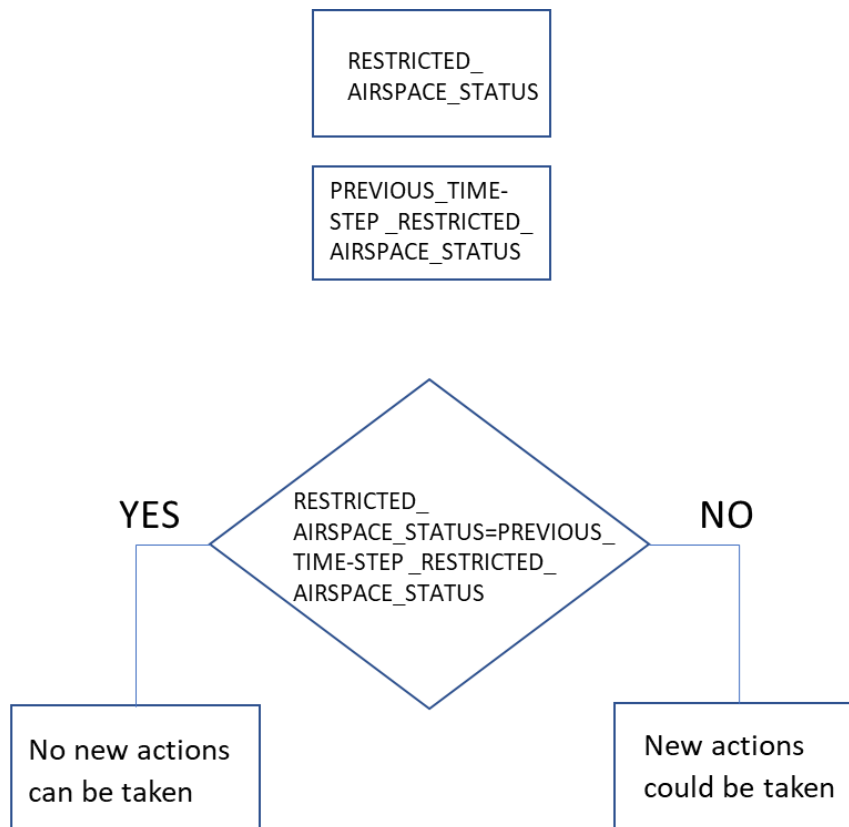 RESTRICTED_
AIRSPACE_STATUS
PREVIOUS_TIME-
STEP _RESTRICTED_
AIRSPACE_STATUS
YES
NO
RESTRICTED_
AIRSPACE_STATUS=PREVIOUS_
TIME-STEP _RESTRICTED_
AIRSPACE_STATUS
No new actions
can be taken
New actions
could be taken